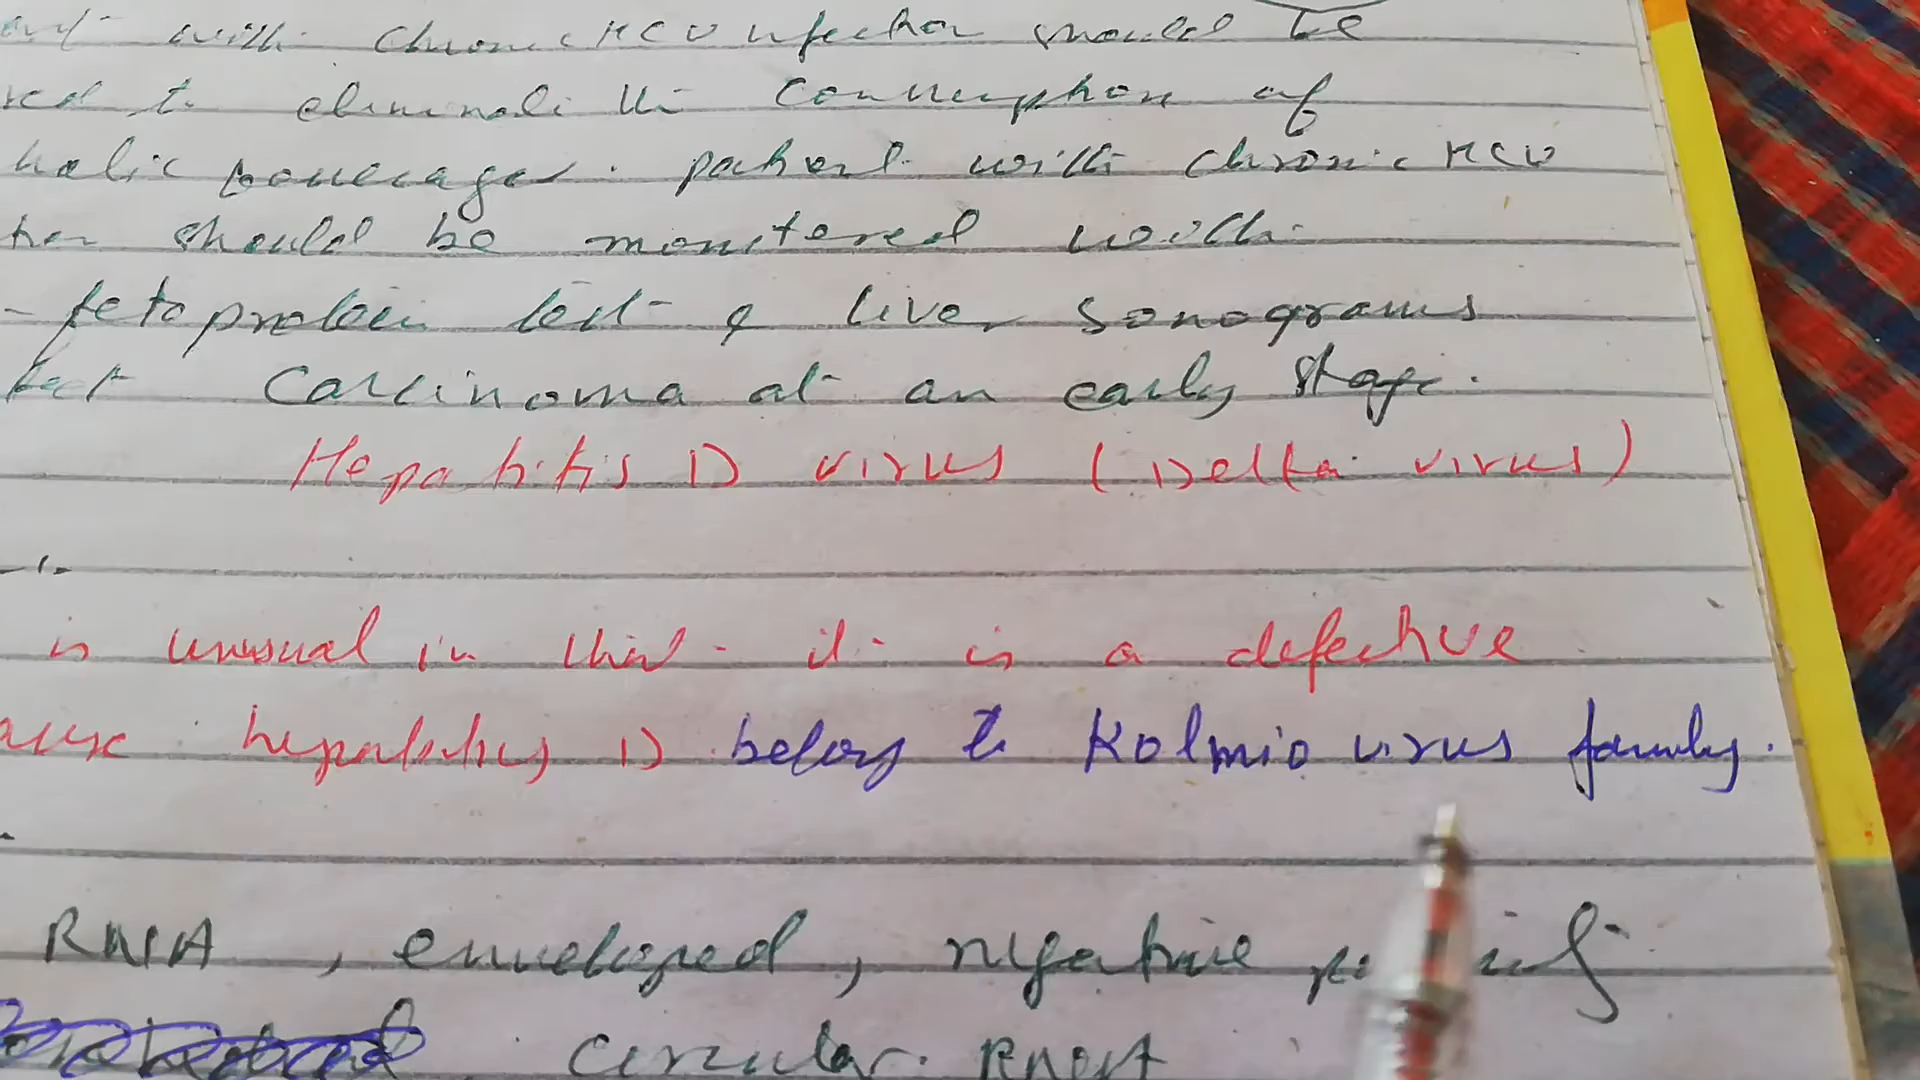 with chronic HCV infection should be
to eliminate the consumption of
holic beverages. patient with chronic HCV
should be monitored with
- fetoprotein test & liver sonograms
carcinoma at an early stage.
Hepatitis D virus (Delta virus)
is unusual in that it is a defective
hepatitis D belong to Kolmio virus family.
RNA, enveloped, negative
circular. RNA